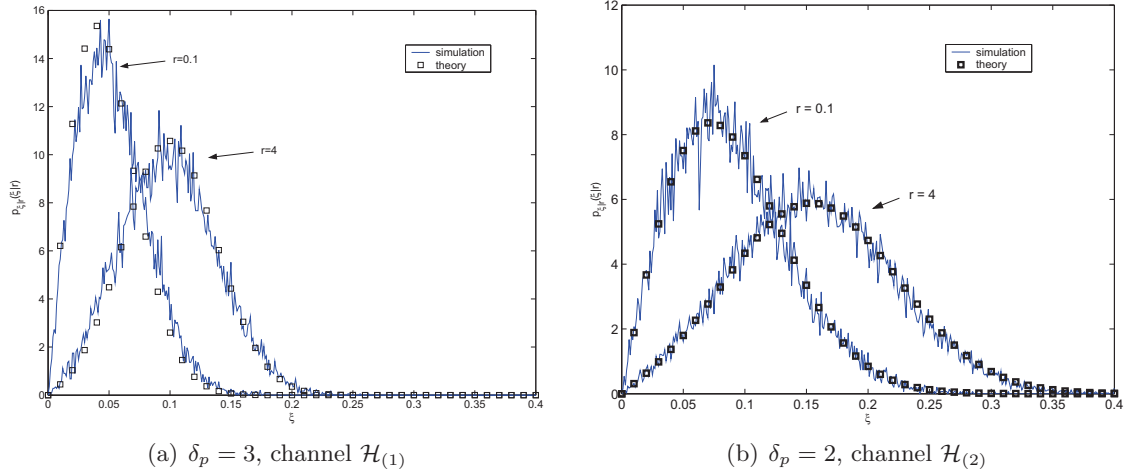 16
14
12
10
8
6
4
2
0
p_{ξ|r}(ξ|r)
simulation
theory
r=0.1
r=4
0 0.05 0.1 0.15 0.2 0.25 0.3 0.35 0.4
ξ
(a) δ_p = 3, channel \mathcal{H}_{(1)}
12
10
8
6
4
2
0
p_{ξ|r}(ξ|r)
simulation
theory
r = 0.1
r = 4
0 0.05 0.1 0.15 0.2 0.25 0.3 0.35 0.4
ξ
(b) δ_p = 2, channel \mathcal{H}_{(2)}